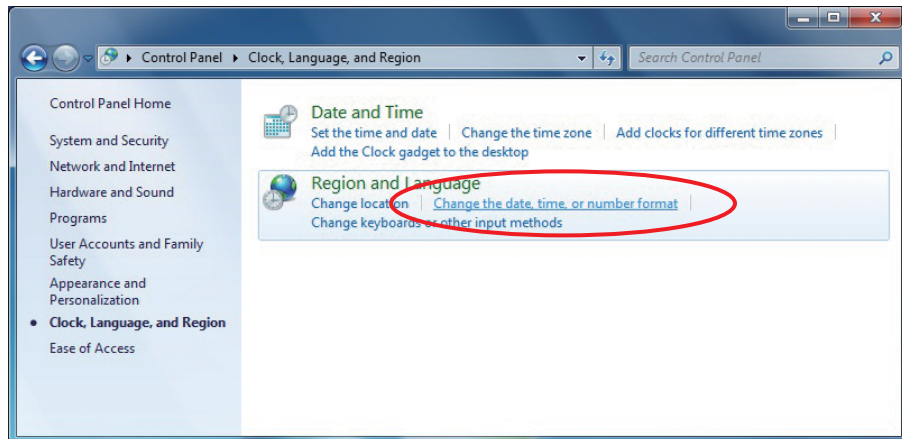 Control Panel Clock, Language, and Region Search Control Panel
Control Panel Home
System and Security
Network and Internet
Hardware and Sound
Programs
User Accounts and Family
Safety
Appearance and
Personalization
Clock, Language, and Region
Ease of Access
Date and Time
Set the time and date Change the time zone Add clocks for different time zones
Add the Clock gadget to the desktop
Region and Language
Change location Change the date, time, or number format
Change keyboards or other input methods